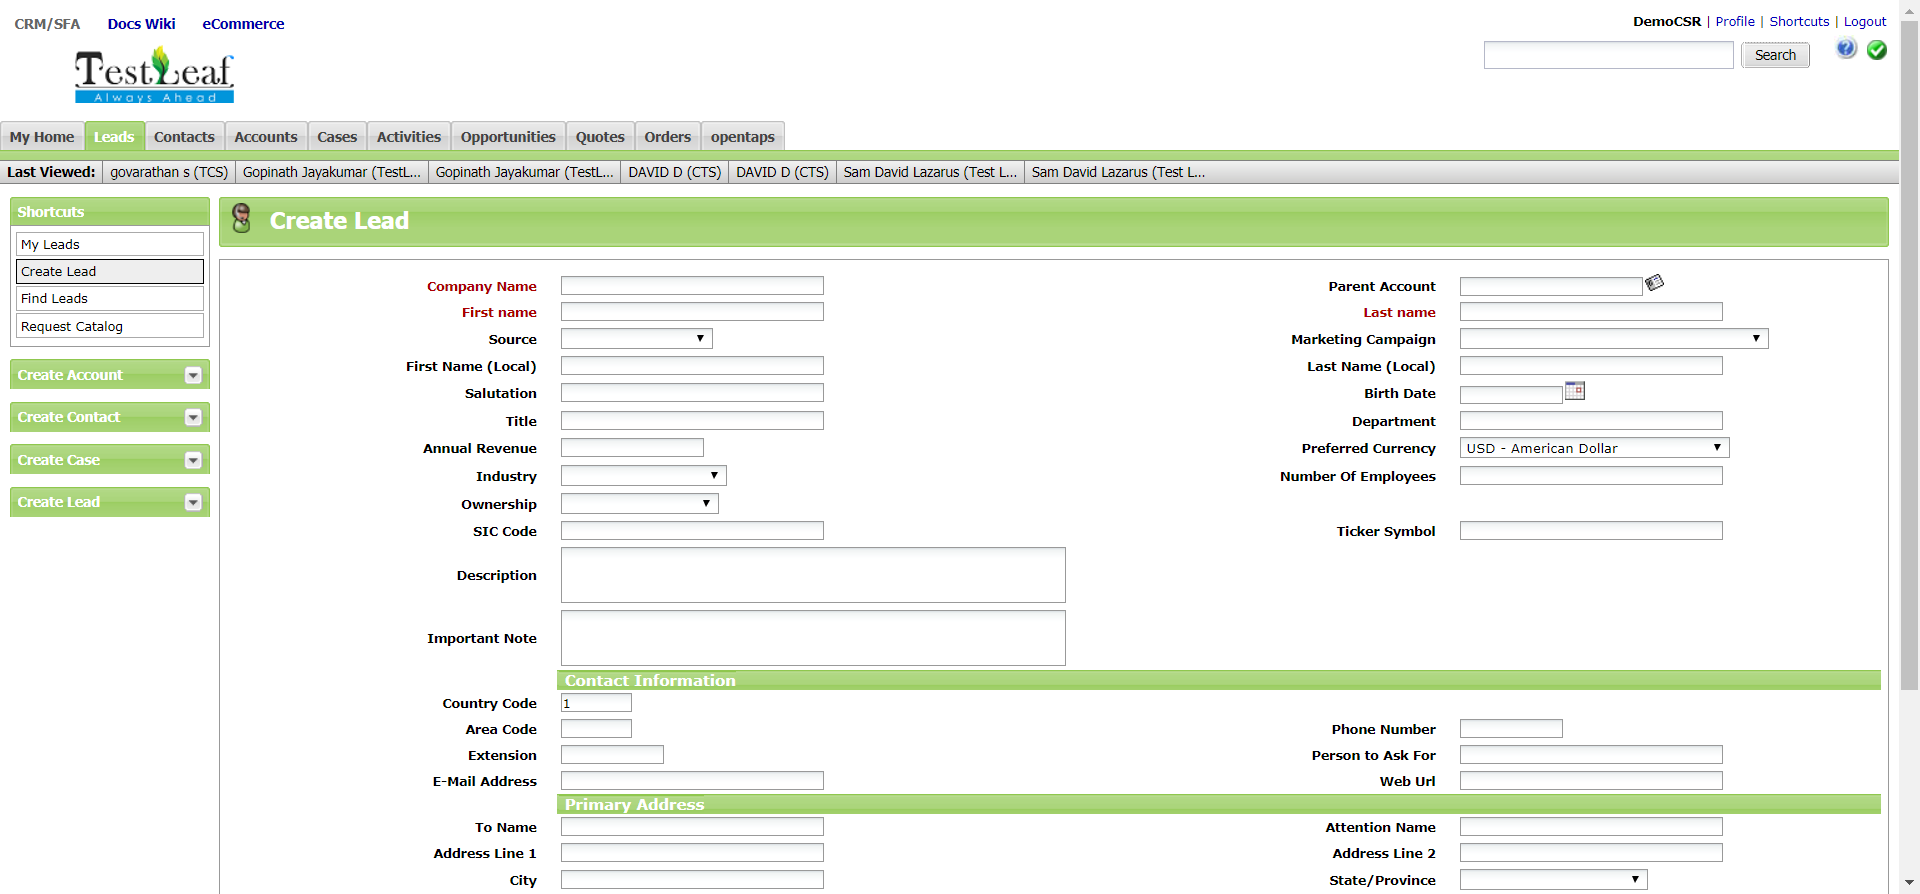 CRM/SFA Docs Wiki eCommerce
DemoCSR | Profile | Shortcuts | Logout
Search
TestLeaf
Always Ahead
My Home Leads Contacts Accounts Cases Activities Opportunities Quotes Orders opentaps
Last Viewed: govarathan s (TCS) Gopinath Jayakumar (TestL... Gopinath Jayakumar (TestL... DAVID D (CTS) DAVID D (CTS) Sam David Lazarus (Test L... Sam David Lazarus (Test L...
Shortcuts
My Leads
Create Lead
Find Leads
Request Catalog
Create Account
Create Contact
Create Case
Create Lead
Create Lead
Company Name Parent Account
First name Last name
Source Marketing Campaign
First Name (Local) Last Name (Local)
Salutation Birth Date
Title Department
Annual Revenue Preferred Currency USD - American Dollar
Industry Number Of Employees
Ownership
SIC Code Ticker Symbol
Description
Important Note
Contact Information
Country Code 1
Area Code Phone Number
Extension Person to Ask For
E-Mail Address Web Url
Primary Address
To Name Attention Name
Address Line 1 Address Line 2
City State/Province